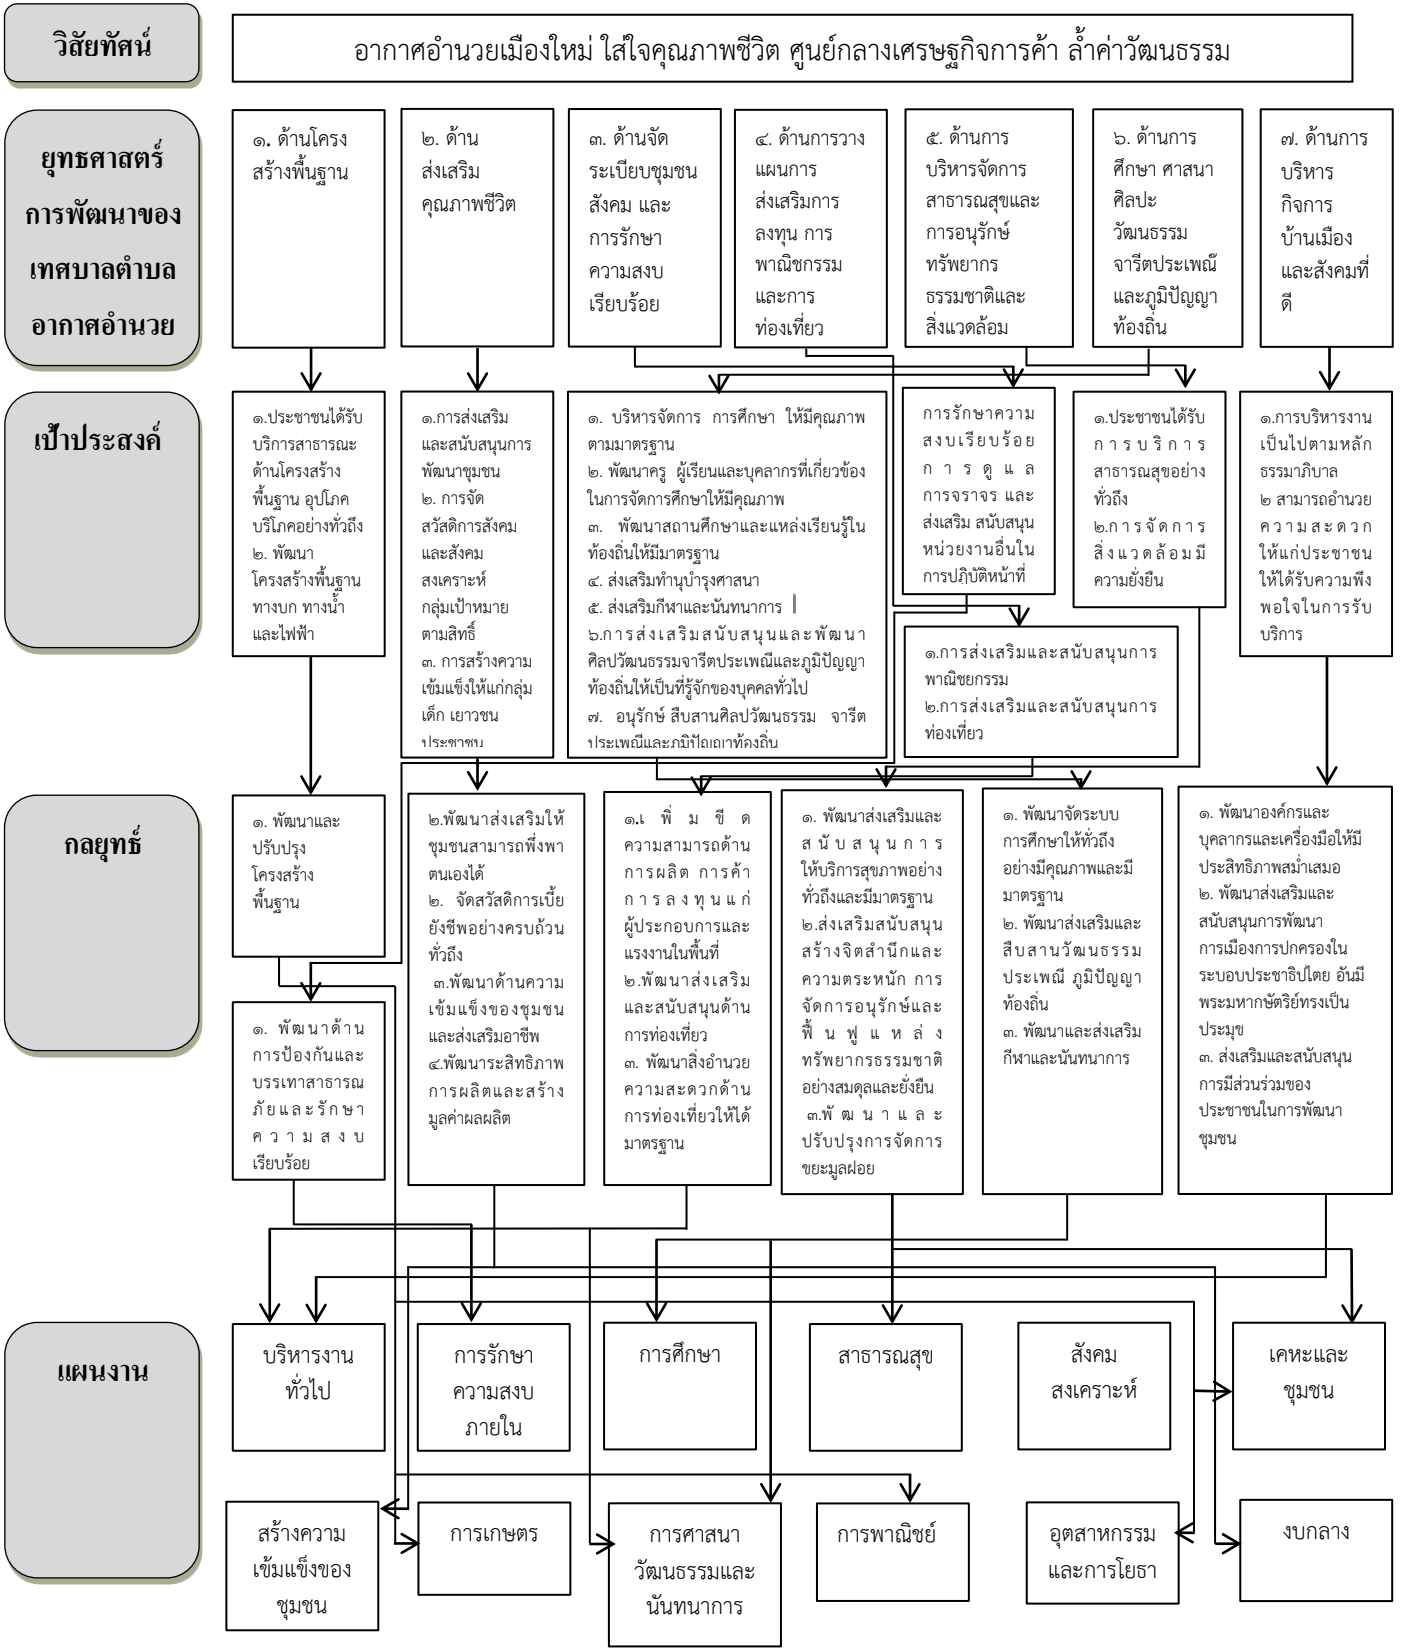 วิสัยทัศน์
อากาศอำนวยเมืองใหม่ ใส่ใจคุณภาพชีวิต ศูนย์กลางเศรษฐกิจการค้า ล้ำค่าวัฒนธรรม
ยุทธศาสตร์
การพัฒนาของ
เทศบาลตำบล
อากาศอำนวย
๑. ด้านโครง
สร้างพื้นฐาน
๒. ด้าน
ส่งเสริม
คุณภาพชีวิต
๓. ด้านจัด
ระเบียบชุมชน
สังคม และ
การรักษา
ความสงบ
เรียบร้อย
๔. ด้านการวาง
แผนการ
ส่งเสริมการ
ลงทุน การ
พาณิชกรรม
และการ
ท่องเที่ยว
๕. ด้านการ
บริหารจัดการ
สาธารณสุขและ
การอนุรักษ์
ทรัพยากร
ธรรมชาติและ
สิ่งแวดล้อม
๖. ด้านการ
ศึกษา ศาสนา
ศิลปะ
วัฒนธรรม
จารีตประเพณ๊
และภูมิปัญญา
ท้องถิ่น
๗. ด้านการ
บริหาร
กิจการ
บ้านเมือง
และสังคมที่
ดี
เป้าประสงค์
๑.ประชาชนได้รับ
บริการสาธารณะ
ด้านโครงสร้าง
พื้นฐาน อุปโภค
บริโภคอย่างทั่วถึง
๒. พัฒนา
โครงสร้างพื้นฐาน
ทางบก ทางน้ำ
และไฟฟ้า
๑.การส่งเสริม
และสนับสนุนการ
พัฒนาชุมชน
๒. การจัด
สวัสดิการสังคม
และสังคม
สงเคราะห์
กลุ่มเป้าหมาย
ตามสิทธิ์
๓. การสร้างความ
เข้มแข็งให้แก่กลุ่ม
เด็ก เยาวชน
ประชาชน
๑. บริหารจัดการ การศึกษา ให้มีคุณภาพ
ตามมาตรฐาน
๒. พัฒนาครู ผู้เรียนและบุคลากรที่เกี่ยวข้อง
ในการจัดการศึกษาให้มีคุณภาพ
๓. พัฒนาสถานศึกษาและแหล่งเรียนรู้ใน
ท้องถิ่นให้มีมาตรฐาน
๔. ส่งเสริมทำนุบำรุงศาสนา
๕. ส่งเสริมกีฬาและนันทนาการ
๖.การส่งเสริมสนับสนุนและพัฒนา
ศิลปวัฒนธรรมจารีตประเพณีและภูมิปัญญา
ท้องถิ่นให้เป็นที่รู้จักของบุคคลทั่วไป
๗. อนุรักษ์ สืบสานศิลปวัฒนธรรม จารีต
ประเพณีและภูมิปัญญาท้องถิ่น
การรักษาความ
สงบเรียบร้อย
การดูแล
การจราจร และ
ส่งเสริม สนับสนุน
หน่วยงานอื่นใน
การปฏิบัติหน้าที่
๑.ประชาชนได้รับ
การบริการ
สาธารณสุขอย่าง
ทั่วถึง
๒.การจัดการ
สิ่งแวดล้อมมี
ความยั่งยืน
๑.การบริหารงาน
เป็นไปตามหลัก
ธรรมาภิบาล
๒ สามารถอำนวย
ความสะดวก
ให้แก่ประชาชน
ให้ได้รับความพึง
พอใจในการรับ
บริการ
๑.การส่งเสริมและสนับสนุนการ
พาณิชยกรรม
๒.การส่งเสริมและสนับสนุนการ
ท่องเที่ยว
กลยุทธ์
๑. พัฒนาและ
ปรับปรุง
โครงสร้าง
พื้นฐาน
๑. พัฒนาด้าน
การป้องกันและ
บรรเทาสาธารณ
ภัยและรักษา
ความสงบ
เรียบร้อย
๒.พัฒนาส่งเสริมให้
ชุมชนสามารถพึ่งพา
ตนเองได้
๒. จัดสวัสดิการเบี้ย
ยังชีพอย่างครบถ้วน
ทั่วถึง
๓.พัฒนาด้านความ
เข้มแข็งของชุมชน
และส่งเสริมอาชีพ
๔.พัฒนาระสิทธิภาพ
การผลิตและสร้าง
มูลค่าผลผลิต
๑.เพิ่มขีด
ความสามารถด้าน
การผลิต การค้า
การลงทุนแก่
ผู้ประกอบการและ
แรงงานในพื้นที่
๒.พัฒนาส่งเสริม
และสนับสนุนด้าน
การท่องเที่ยว
๓. พัฒนาสิ่งอำนวย
ความสะดวกด้าน
การท่องเที่ยวให้ได้
มาตรฐาน
๑. พัฒนาส่งเสริมและ
สนับสนุนการ
ให้บริการสุขภาพอย่าง
ทั่วถึงและมีมาตรฐาน
๒.ส่งเสริมสนับสนุน
สร้างจิตสำนึกและ
ความตระหนัก การ
จัดการอนุรักษ์และ
ฟื้นฟูแหล่ง
ทรัพยากรธรรมชาติ
อย่างสมดุลและยั่งยืน
๓.พัฒนาและ
ปรับปรุงการจัดการ
ขยะมูลฝอย
๑. พัฒนาจัดระบบ
การศึกษาให้ทั่วถึง
อย่างมีคุณภาพและมี
มาตรฐาน
๒. พัฒนาส่งเสริมและ
สืบสานวัฒนธรรม
ประเพณี ภูมิปัญญา
ท้องถิ่น
๓. พัฒนาและส่งเสริม
กีฬาและนันทนาการ
๑. พัฒนาองค์กรและ
บุคลากรและเครื่องมือให้มี
ประสิทธิภาพสม่ำเสมอ
๒. พัฒนาส่งเสริมและ
สนับสนุนการพัฒนา
การเมืองการปกครองใน
ระบอบประชาธิปไตย อันมี
พระมหากษัตริย์ทรงเป็น
ประมุข
๓. ส่งเสริมและสนับสนุน
การมีส่วนร่วมของ
ประชาชนในการพัฒนา
ชุมชน
แผนงาน
บริหารงาน
ทั่วไป
การรักษา
ความสงบ
ภายใน
การศึกษา
สาธารณสุข
สังคม
สงเคราะห์
เคหะและ
ชุมชน
สร้างความ
เข้มแข็งของ
ชุมชน
การเกษตร
การศาสนา
วัฒนธรรมและ
นันทนาการ
การพาณิชย์
อุตสาหกรรม
และการโยธา
งบกลาง